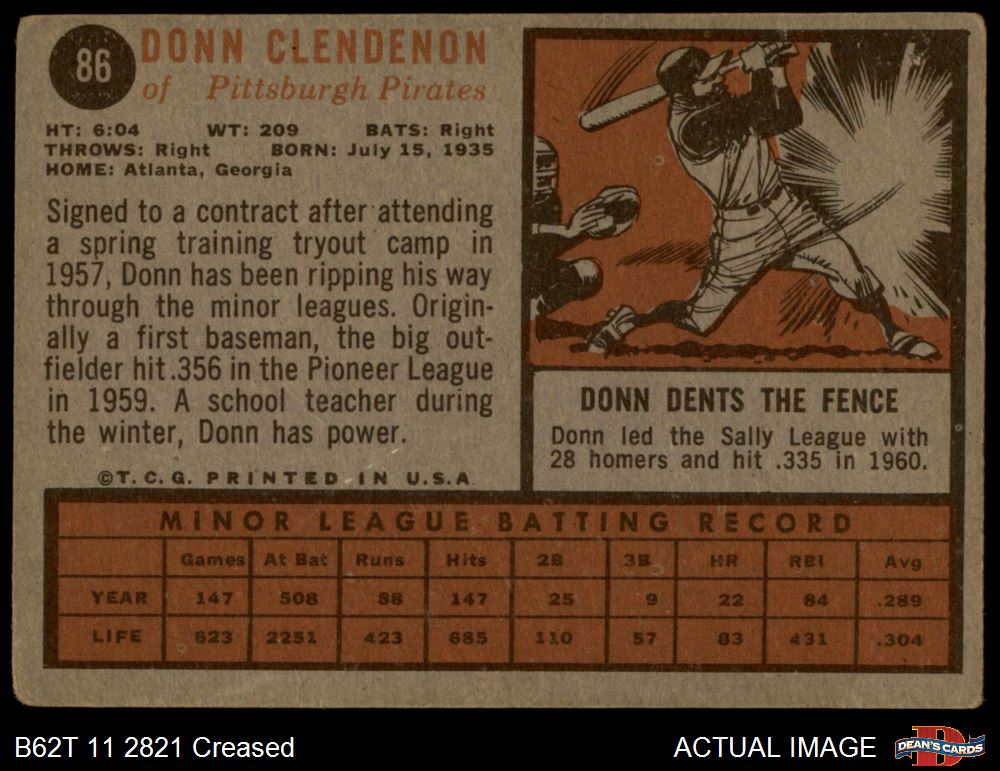 86
DONN CLENDENON
of Pittsburgh Pirates
HT: 6:04 WT: 209 BATS: Right
THROWS: Right BORN: July 15, 1935
HOME: Atlanta, Georgia
Signed to a contract after attending
a spring training tryout camp in
1957, Donn has been ripping his way
through the minor leagues. Origin-
ally a first baseman, the big out-
fielder hit .356 in the Pioneer League
in 1959. A school teacher during
the winter, Donn has power.
©T.C.G. PRINTED IN U.S.A
DONN DENTS THE FENCE
Donn led the Sally League with
28 homers and hit .335 in 1960.
MINOR LEAGUE BATTING RECORD
Games At Bat Runs Hits 2B 3B HR RBI Avg
YEAR 147 508 88 147 25 9 22 84 .289
LIFE 623 2251 423 685 110 57 83 431 .304
B62T 11 2821 Creased
ACTUAL IMAGE
D
DEAN'S CARDS